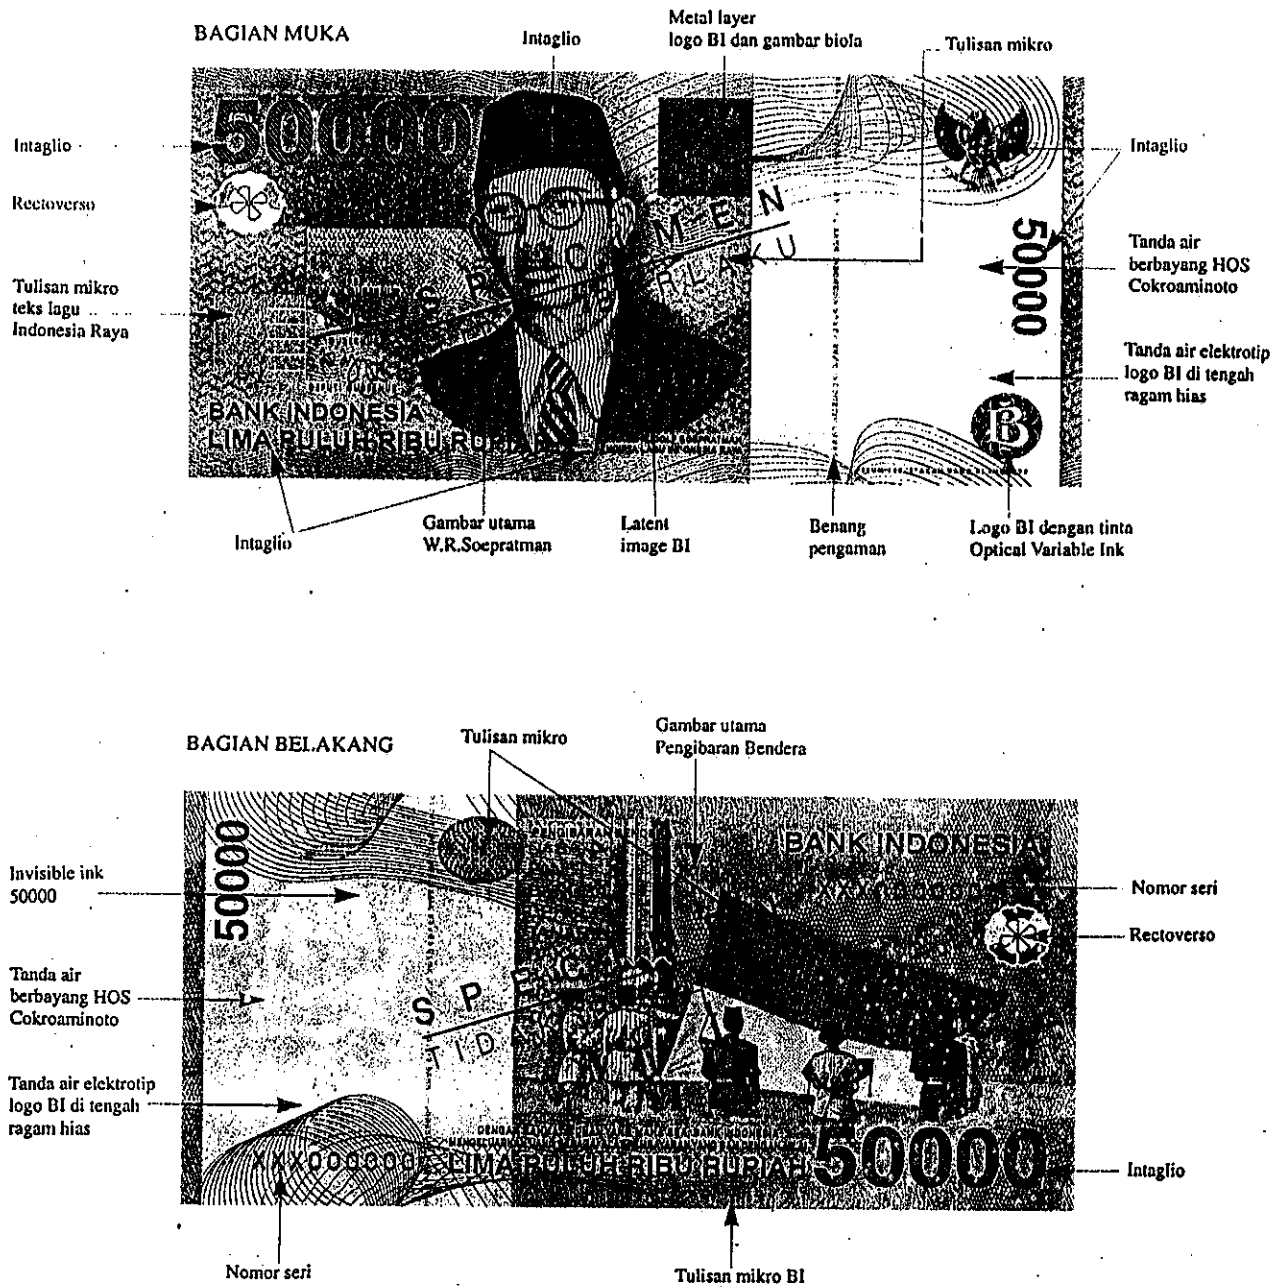 BAGIAN MUKA
Intaglio
Metal layer
logo BI dan gambar biola
Tulisan mikro
Intaglio
Rectoverso
Tulisan mikro
teks lagu
Indonesia Raya
50000
SPECIMEN
BANK INDONESIA
LIMA PULUH RIBU RUPIAH
50000
Intaglio
Tanda air
berbayang HOS
Cokroaminoto
Tanda air elektrotip
logo BI di tengah
ragam hias
Intaglio
Gambar utama
W.R.Soepratman
Latent
image BI
Benang
pengaman
Logo BI dengan tinta
Optical Variable Ink
BAGIAN BELAKANG
Tulisan mikro
Gambar utama
Pengibaran Bendera
Invisible ink
50000
Tanda air
berbayang HOS
Cokroaminoto
Tanda air elektrotip
logo BI di tengah
ragam hias
50000
BANK INDONESIA
SPEC
TID
XXX000000
LIMA PULUH RIBU RUPIAH
50000
Nomor seri
Rectoverso
Intaglio
Nomor seri
Tulisan mikro BI